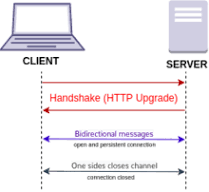 CLIENT
SERVER
Handshake (HTTP Upgrade)
Bidirectional messages
open and persistent connection
One sides closes channel
connection closed